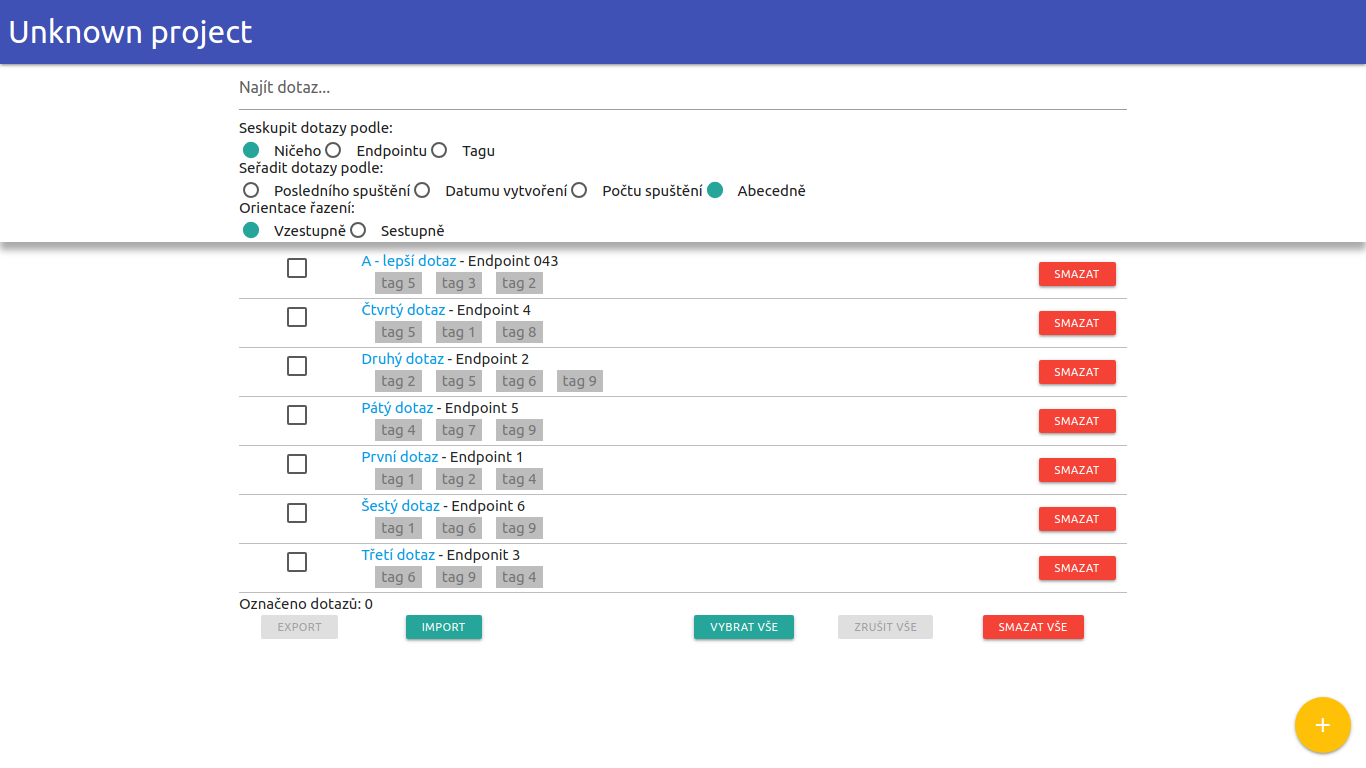 Unknown project
Najít dotaz...
Seskupit dotazy podle:
Ničeho Endpointu Tagu
Seřadit dotazy podle:
Posledního spuštění Datumu vytvoření Počtu spuštění Abecedně
Orientace řazení:
Vzestupně Sestupně
A - lepší dotaz - Endpoint 043
tag 5 tag 3 tag 2
SMAZAT
Čtvrtý dotaz - Endpoint 4
tag 5 tag 1 tag 8
SMAZAT
Druhý dotaz - Endpoint 2
tag 2 tag 5 tag 6 tag 9
SMAZAT
Pátý dotaz - Endpoint 5
tag 4 tag 7 tag 9
SMAZAT
První dotaz - Endpoint 1
tag 1 tag 2 tag 4
SMAZAT
Šestý dotaz - Endpoint 6
tag 1 tag 6 tag 9
SMAZAT
Třetí dotaz - Endponit 3
tag 6 tag 9 tag 4
SMAZAT
Označeno dotazů: 0
EXPORT IMPORT VYBRAT VŠE ZRUŠIT VŠE SMAZAT VŠE
+